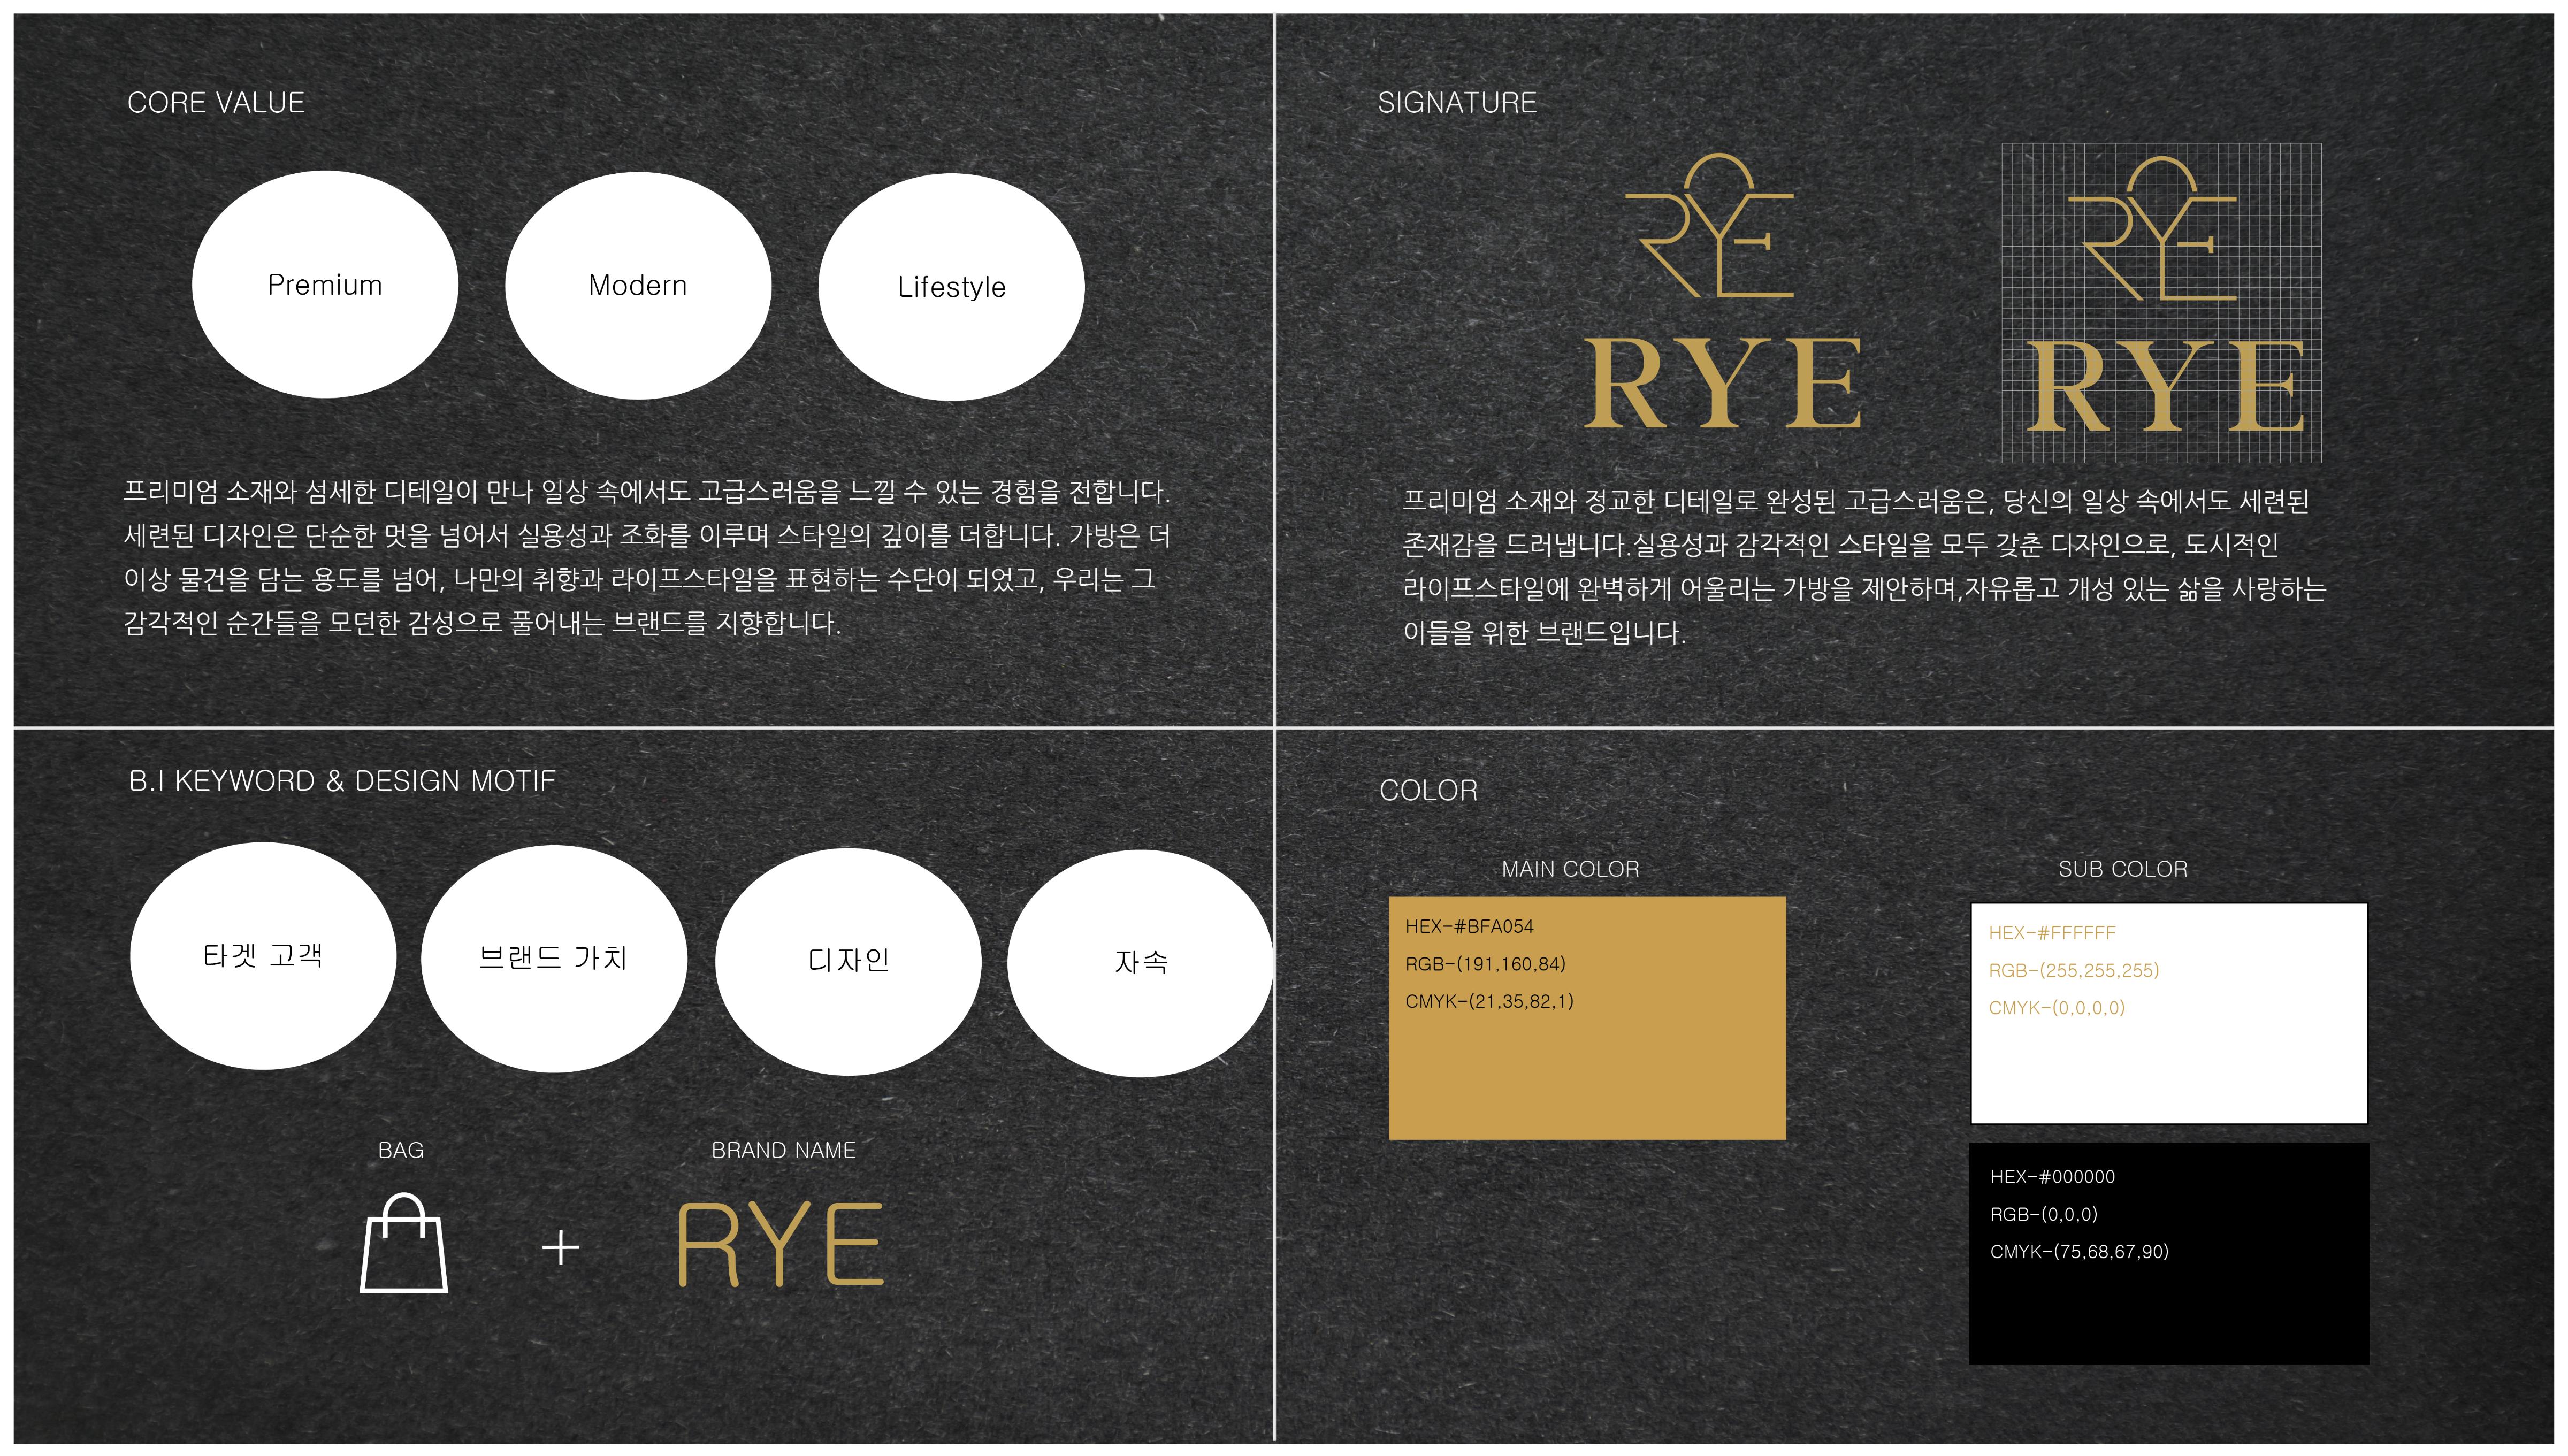 CORE VALUE
Premium
Modern
Lifestyle
프리미엄 소재와 섬세한 디테일이 만나 일상 속에서도 고급스러움을 느낄 수 있는 경험을 전합니다.
세련된 디자인은 단순한 멋을 넘어서 실용성과 조화를 이루며 스타일의 깊이를 더합니다. 가방은 더
이상 물건을 담는 용도를 넘어, 나만의 취향과 라이프스타일을 표현하는 수단이 되었고, 우리는 그
감각적인 순간들을 모던한 감성으로 풀어내는 브랜드를 지향합니다.
SIGNATURE
RYE
RYE
RYE
RYE
프리미엄 소재와 정교한 디테일로 완성된 고급스러움은, 당신의 일상 속에서도 세련된
존재감을 드러냅니다.실용성과 감각적인 스타일을 모두 갖춘 디자인으로, 도시적인
라이프스타일에 완벽하게 어울리는 가방을 제안하며,자유롭고 개성 있는 삶을 사랑하는
이들을 위한 브랜드입니다.
B.I KEYWORD & DESIGN MOTIF
타겟 고객
브랜드 가치
디자인
자속
BAG
BRAND NAME
+
RYE
COLOR
MAIN COLOR
HEX-#BFA054
RGB-(191,160,84)
CMYK-(21,35,82,1)
SUB COLOR
HEX-#FFFFFF
RGB-(255,255,255)
CMYK-(0,0,0,0)
HEX-#000000
RGB-(0,0,0)
CMYK-(75,68,67,90)